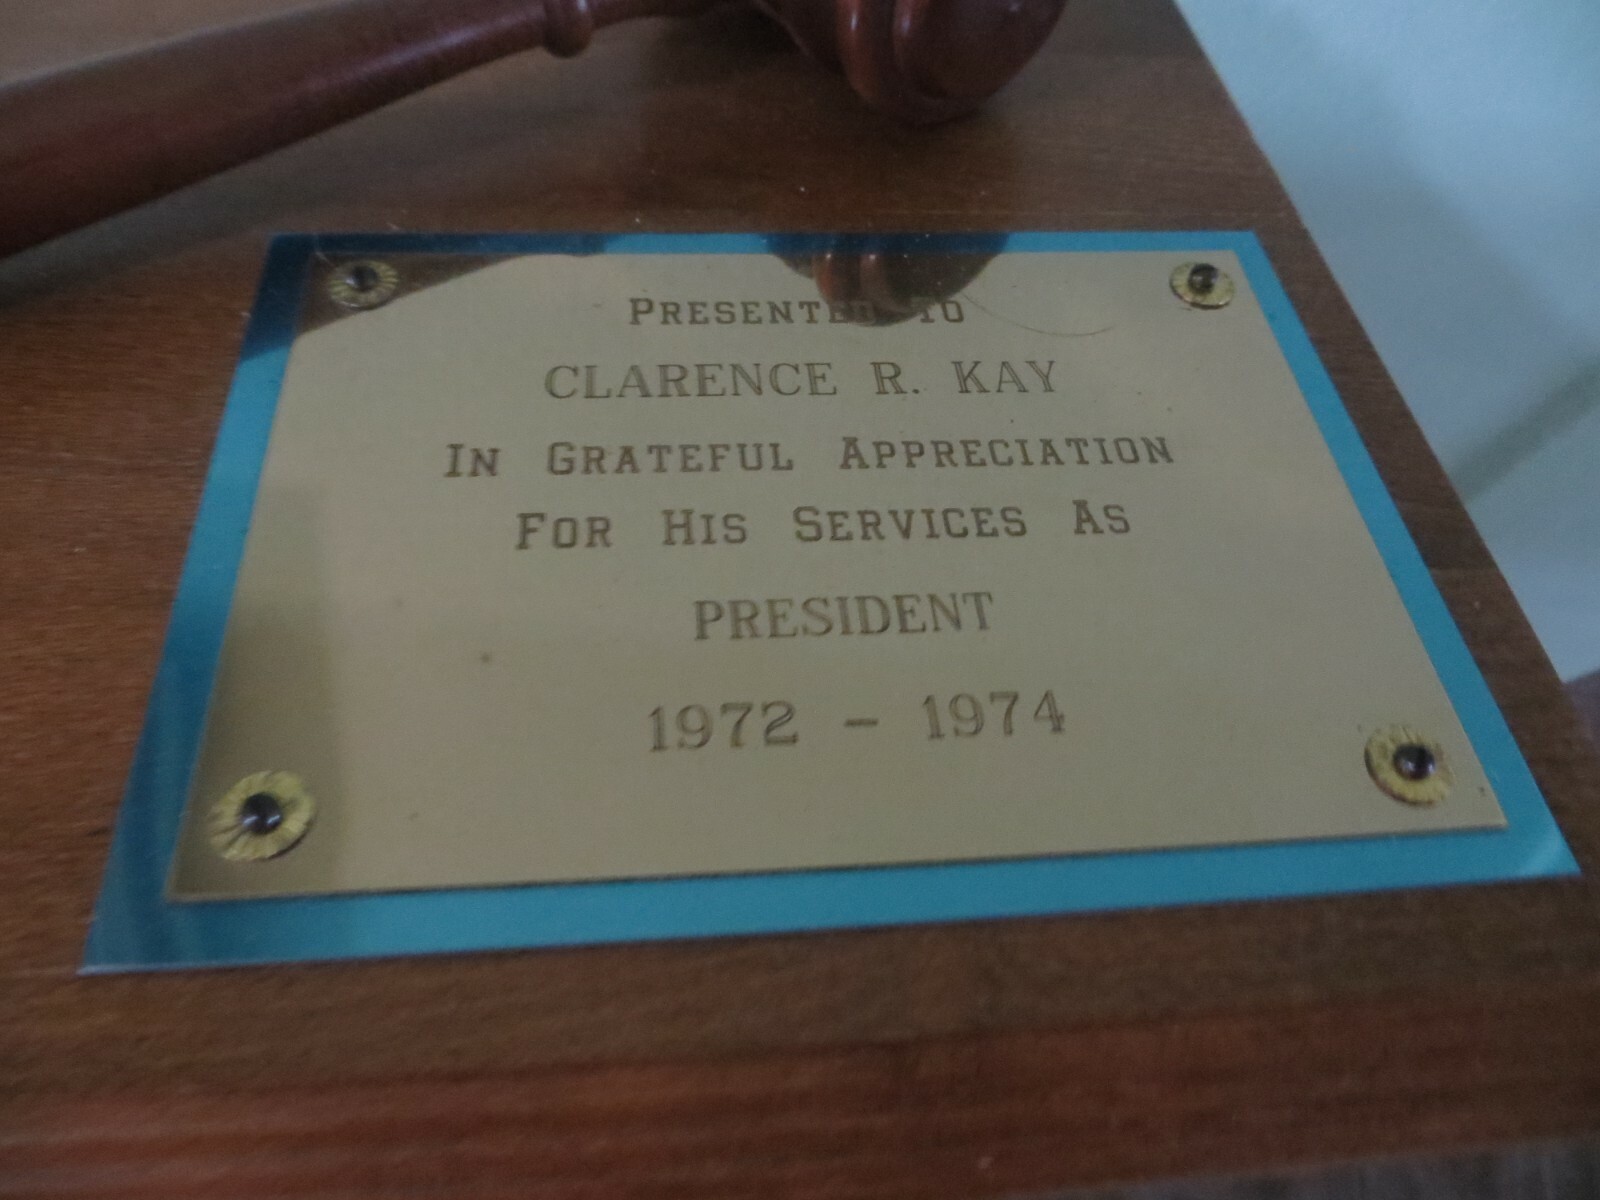 PRESENTED TO
CLARENCE R. KAY
IN GRATEFUL APPRECIATION
FOR HIS SERVICES AS
PRESIDENT
1972 - 1974